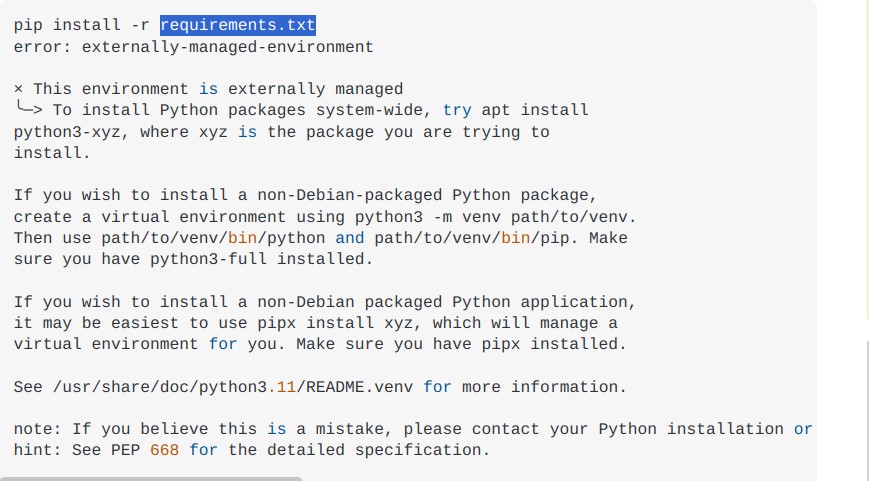 pip install -r requirements.txt
error: externally-managed-environment
× This environment is externally managed
╰─> To install Python packages system-wide, try apt install
python3-xyz, where xyz is the package you are trying to
install.
If you wish to install a non-Debian-packaged Python package,
create a virtual environment using python3 -m venv path/to/venv.
Then use path/to/venv/bin/python and path/to/venv/bin/pip. Make
sure you have python3-full installed.
If you wish to install a non-Debian packaged Python application,
it may be easiest to use pipx install xyz, which will manage a
virtual environment for you. Make sure you have pipx installed.
See /usr/share/doc/python3.11/README.venv for more information.
note: If you believe this is a mistake, please contact your Python installation or
hint: See PEP 668 for the detailed specification.